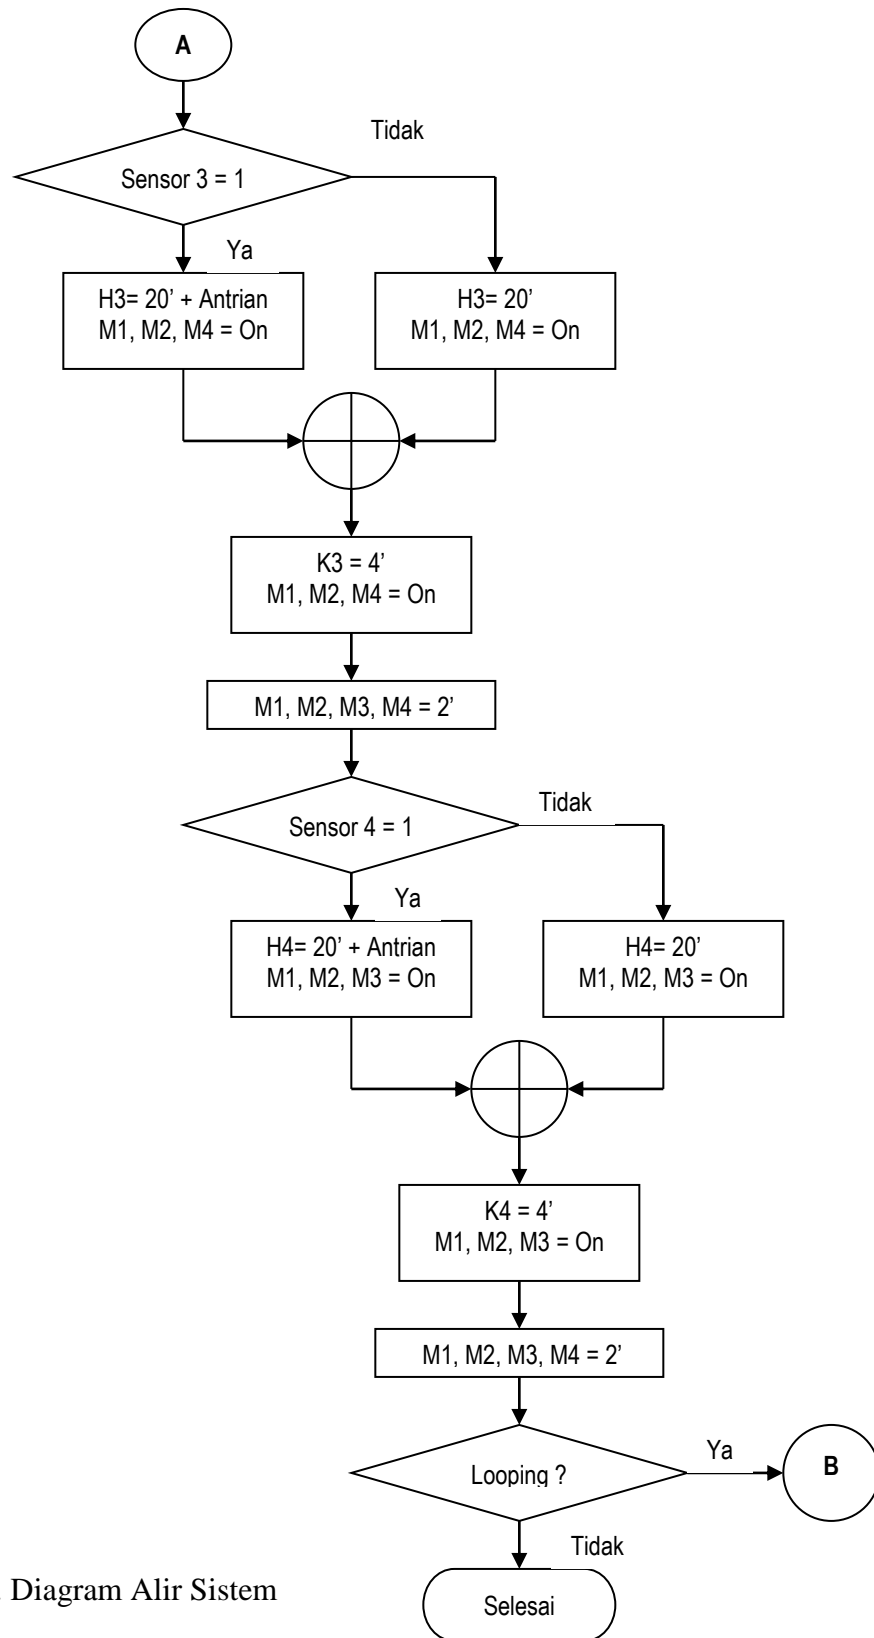 A
Tidak
Sensor 3 = 1
Ya
H3= 20’ + Antrian
M1, M2, M4 = On
H3= 20’
M1, M2, M4 = On
K3 = 4’
M1, M2, M4 = On
M1, M2, M3, M4 = 2’
Tidak
Sensor 4 = 1
Ya
H4= 20’ + Antrian
M1, M2, M3 = On
H4= 20’
M1, M2, M3 = On
K4 = 4’
M1, M2, M3 = On
M1, M2, M3, M4 = 2’
Looping ?
Ya
B
Tidak
Selesai
. Diagram Alir Sistem